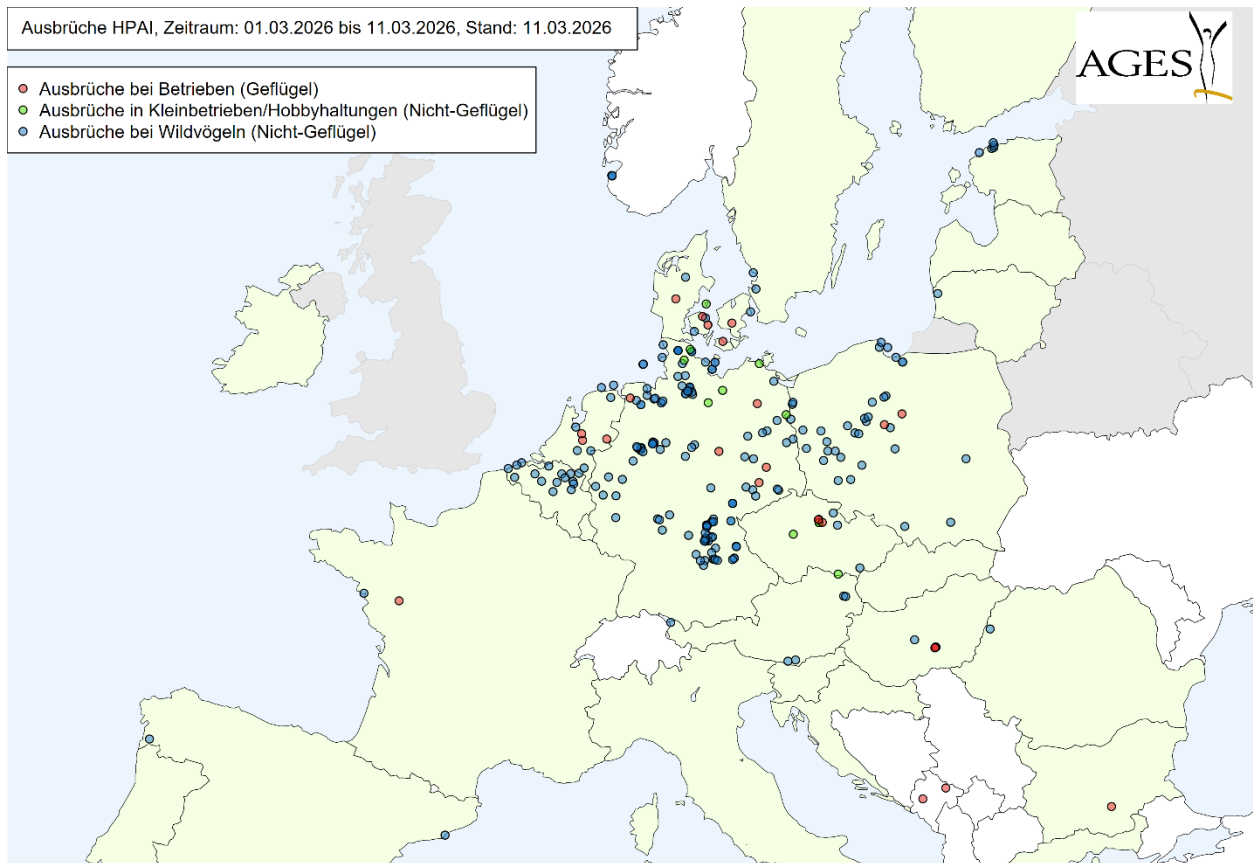 Ausbrüche HPAI, Zeitraum: 01.03.2026 bis 11.03.2026, Stand: 11.03.2026
AGES
Ausbrüche bei Betrieben (Geflügel)
Ausbrüche in Kleinbetrieben/Hobbyhaltungen (Nicht-Geflügel)
Ausbrüche bei Wildvögeln (Nicht-Geflügel)